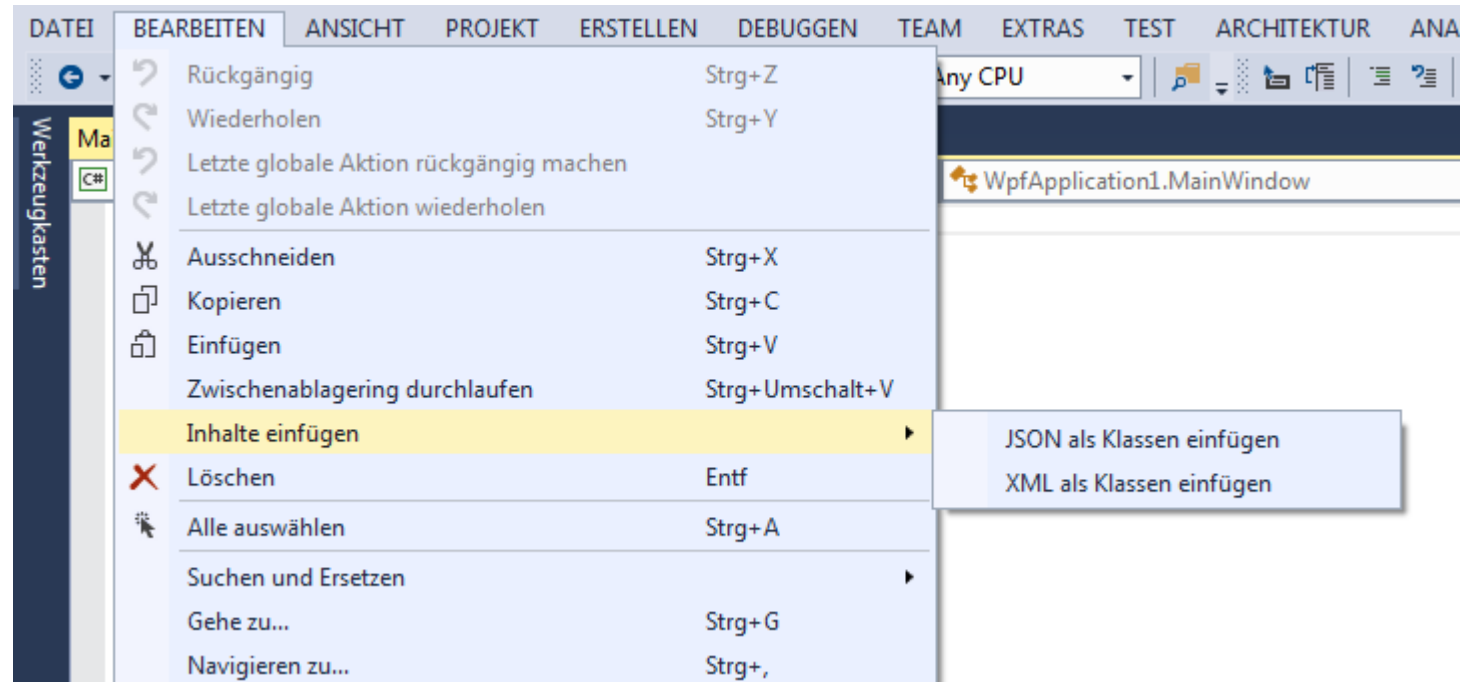 DATEI BEARBEITEN ANSICHT PROJEKT ERSTELLEN DEBUGGEN TEAM EXTRAS TEST ARCHITEKTUR ANA
Any CPU
Werkzeugkasten
Ma
C#
WpfApplication1.MainWindow
Rückgängig Strg+Z
Wiederholen Strg+Y
Letzte globale Aktion rückgängig machen
Letzte globale Aktion wiederholen
Ausschneiden Strg+X
Kopieren Strg+C
Einfügen Strg+V
Zwischenablagering durchlaufen Strg+Umschalt+V
Inhalte einfügen
JSON als Klassen einfügen
XML als Klassen einfügen
Löschen Entf
Alle auswählen Strg+A
Suchen und Ersetzen
Gehe zu... Strg+G
Navigieren zu... Strg+,